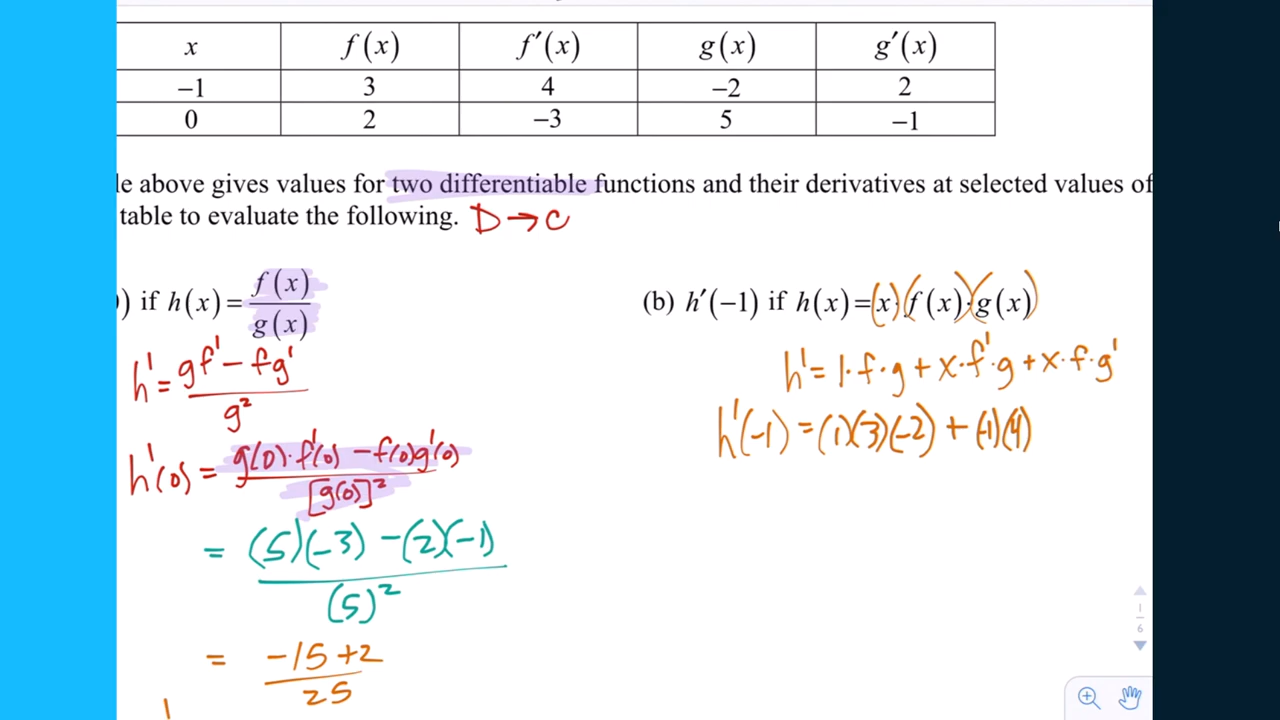 x f(x) f′(x) g(x) g′(x)
−1 3 4 −2 2
0 2 −3 5 −1
le above gives values for two differentiable functions and their derivatives at selected values of
table to evaluate the following. D → C
) if h(x) = f(x) / g(x)
h' = gf' − fg' / g²
h'(0) = g(0)·f'(0) − f(0)g'(0) / [g(0)]²
= (5)(−3) − (2)(−1) / (5)²
= −15 + 2 / 25
(b) h′(−1) if h(x) = (x)·(f(x))·(g(x))
h' = 1·f·g + x·f'·g + x·f·g'
h'(−1) = (1)(3)(−2) + (−1)(4)
1
6